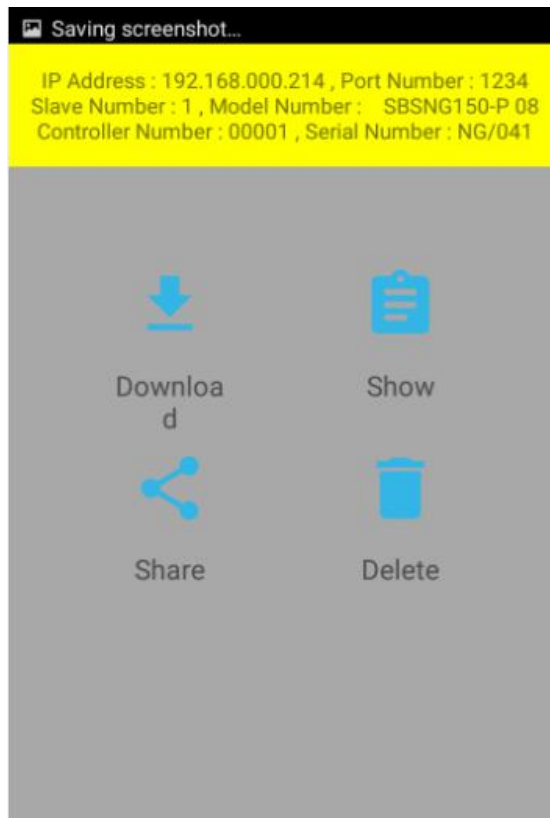 Saving screenshot...
IP Address : 192.168.000.214 , Port Number : 1234
Slave Number : 1 , Model Number :    SBSNG150-P 08
Controller Number : 00001 , Serial Number : NG/041
Downloa
d
Show
Share
Delete